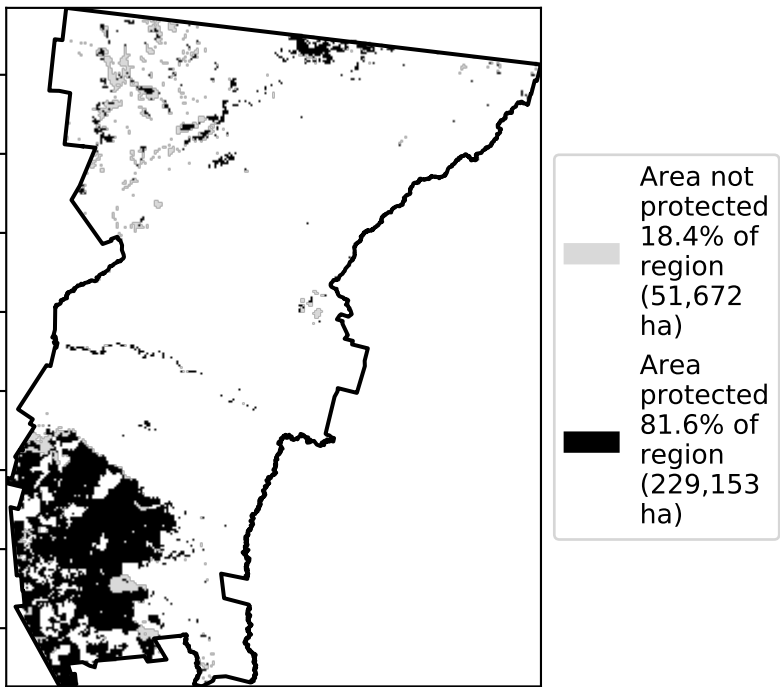 Area not
protected
18.4% of
region
(51,672
ha)
Area
protected
81.6% of
region
(229,153
ha)